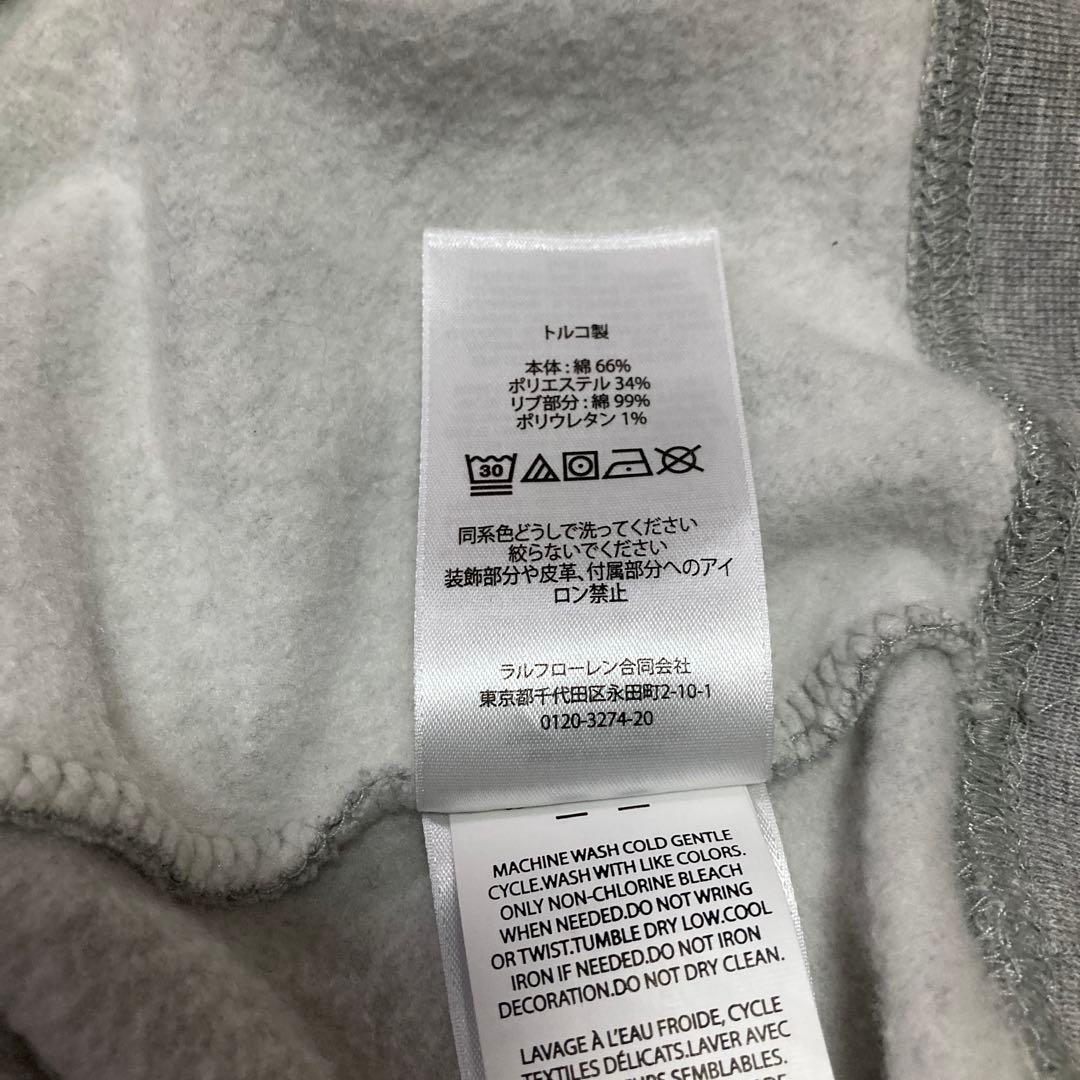 トルコ製
本体 : 綿 66%
ポリエステル 34%
リブ部分 : 綿 99%
ポリウレタン 1%
30
同系色どうしで洗ってください
絞らないでください
装飾部分や皮革、付属部分へのアイ
ロン禁止
ラルフローレン合同会社
東京都千代田区永田町2-10-1
0120-3274-20
MACHINE WASH COLD GENTLE
CYCLE.WASH WITH LIKE COLORS.
ONLY NON-CHLORINE BLEACH
WHEN NEEDED.DO NOT WRING
OR TWIST.TUMBLE DRY LOW.COOL
IRON IF NEEDED.DO NOT IRON
DECORATION.DO NOT DRY CLEAN.
LAVAGE À L'EAU FROIDE, CYCLE
TEXTILES DÉLICATS.LAVER AVEC
SEMBLABLES.